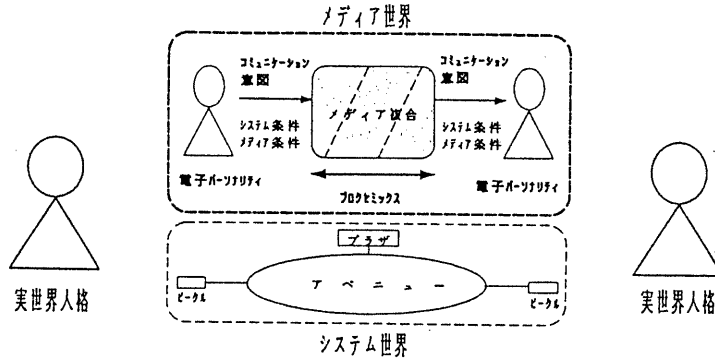 メディア世界
コミュニケーション
意図
システム条件
メディア条件
電子パーソナリティ
メディア複合
プロクセミックス
コミュニケーション
意図
システム条件
メディア条件
電子パーソナリティ
実世界人格
実世界人格
プラザ
アベニュー
ビークル
ビークル
システム世界